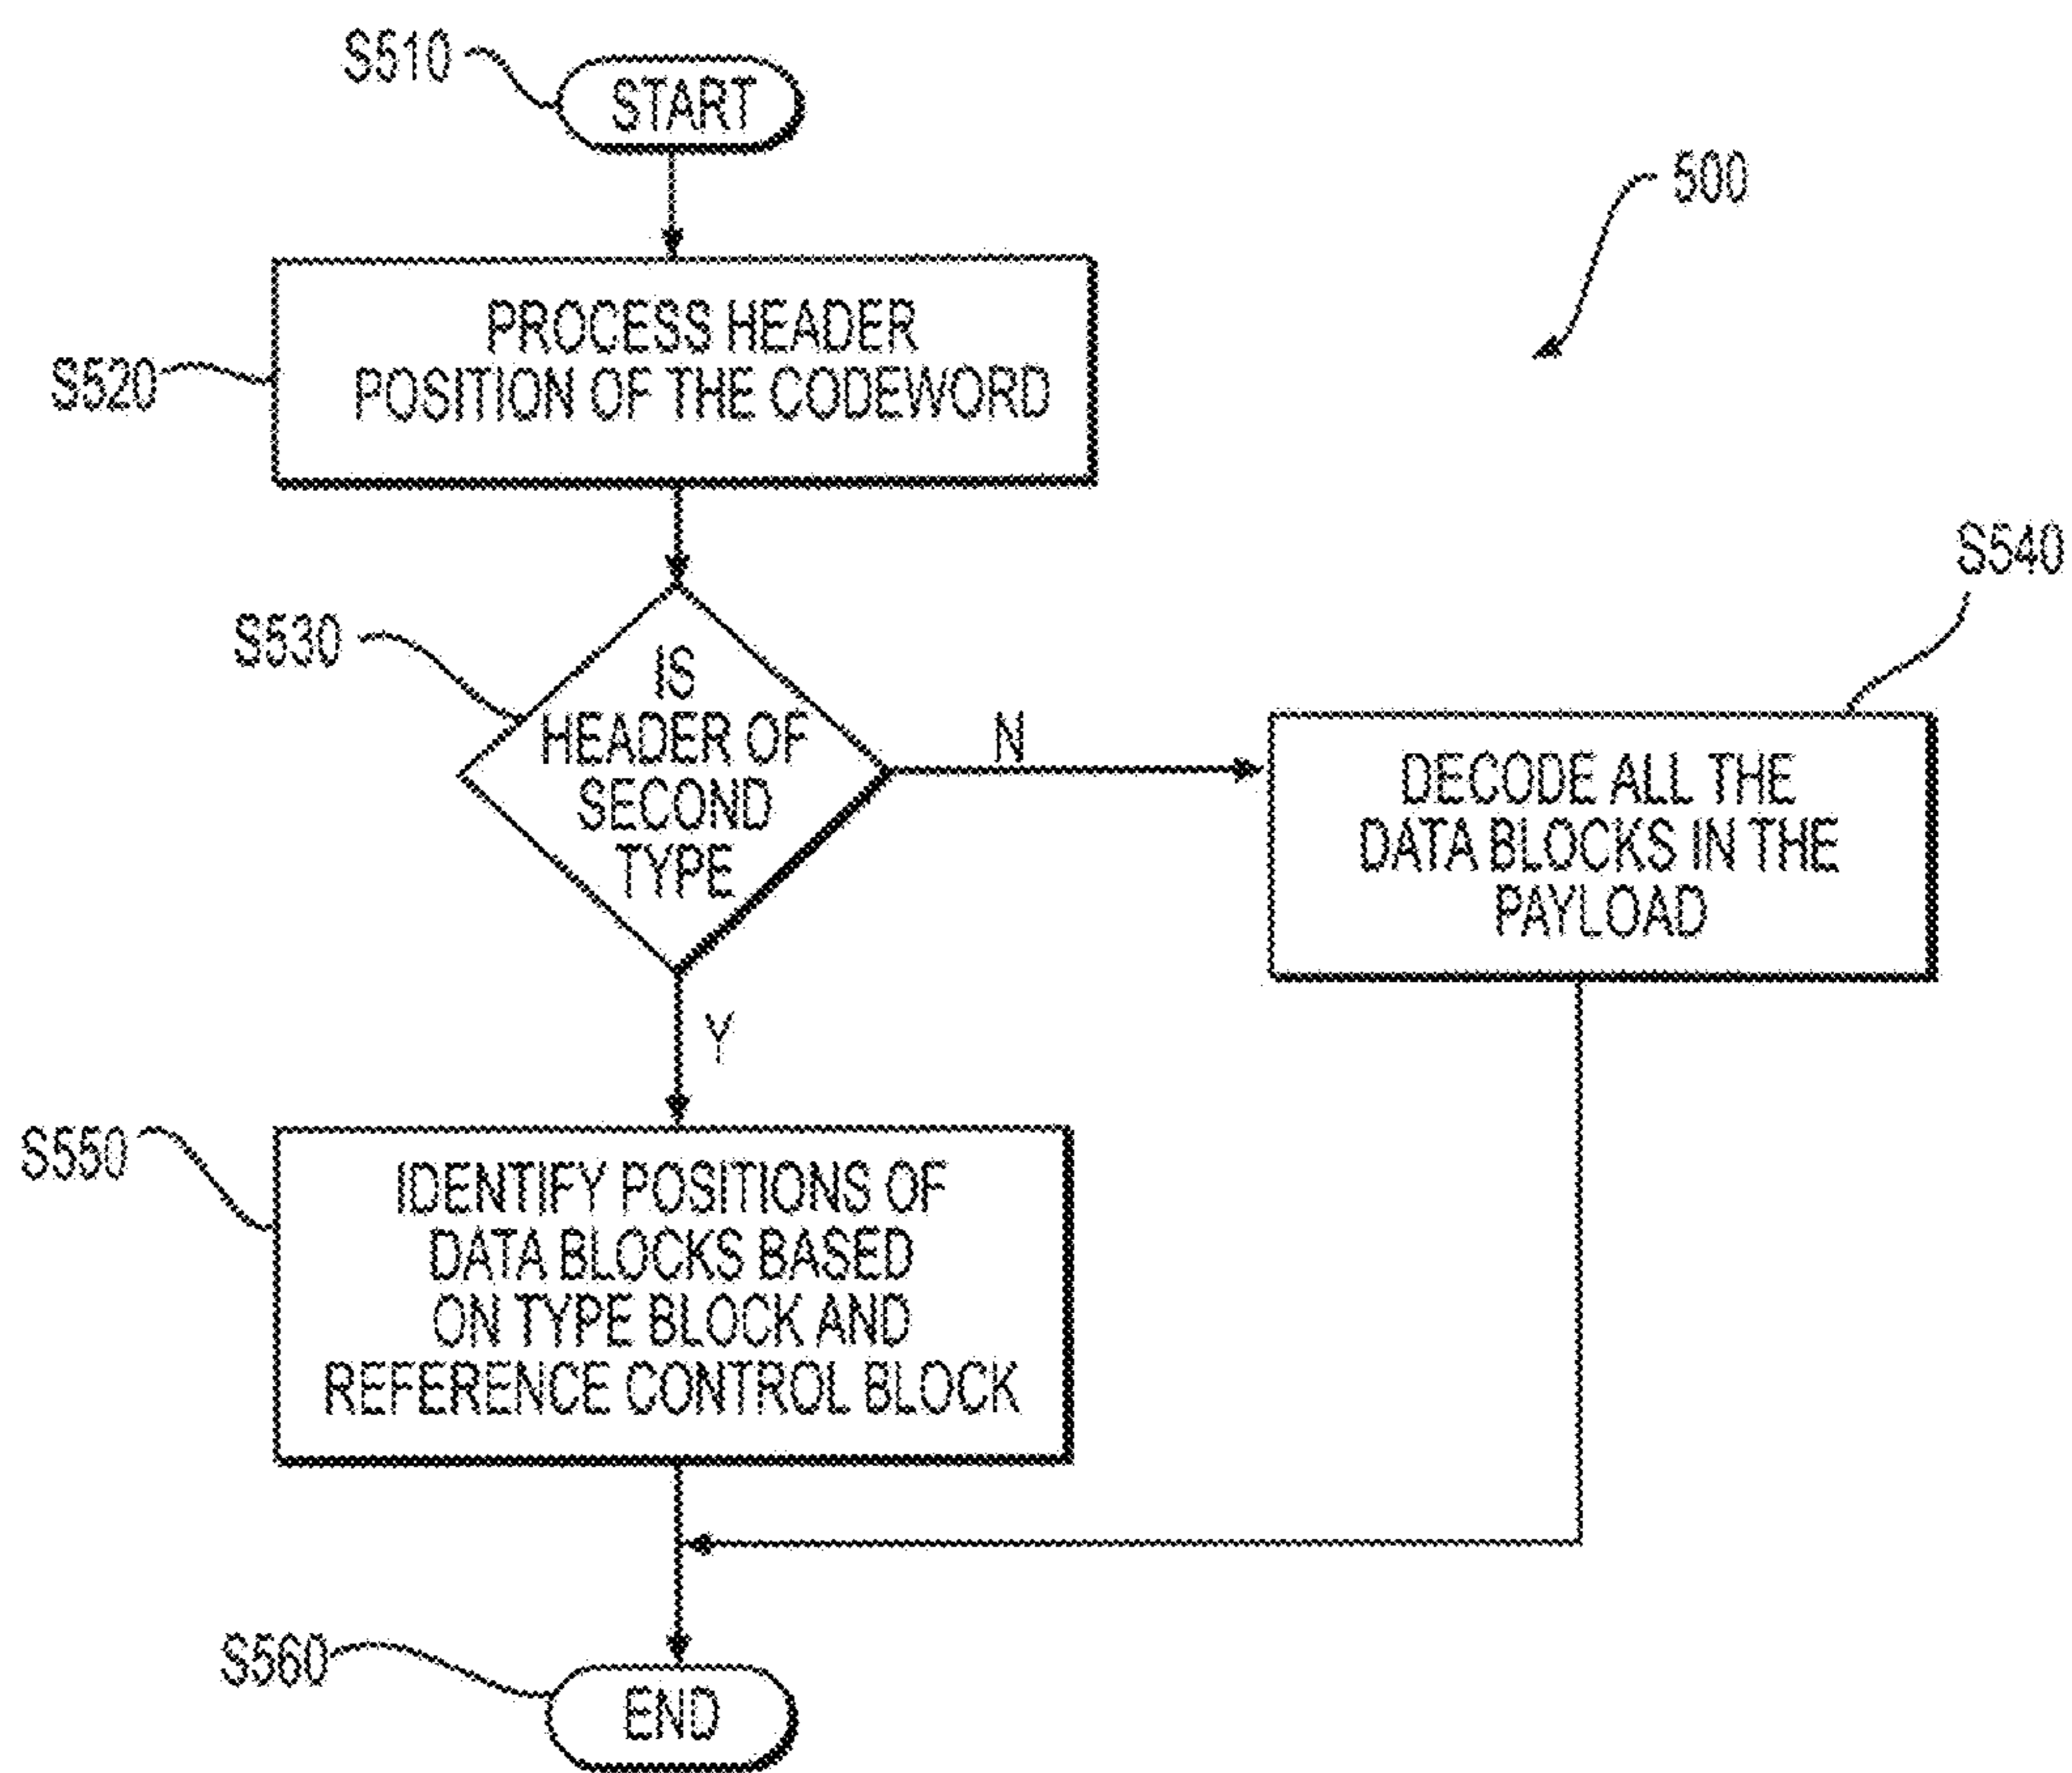 S510
START
500
S520
PROCESS HEADER
POSITION OF THE CODEWORD
S530
IS
HEADER OF
SECOND
TYPE
N
S540
DECODE ALL THE
DATA BLOCKS IN THE
PAYLOAD
Y
S550
IDENTIFY POSITIONS OF
DATA BLOCKS BASED
ON TYPE BLOCK AND
REFERENCE CONTROL BLOCK
S560
END